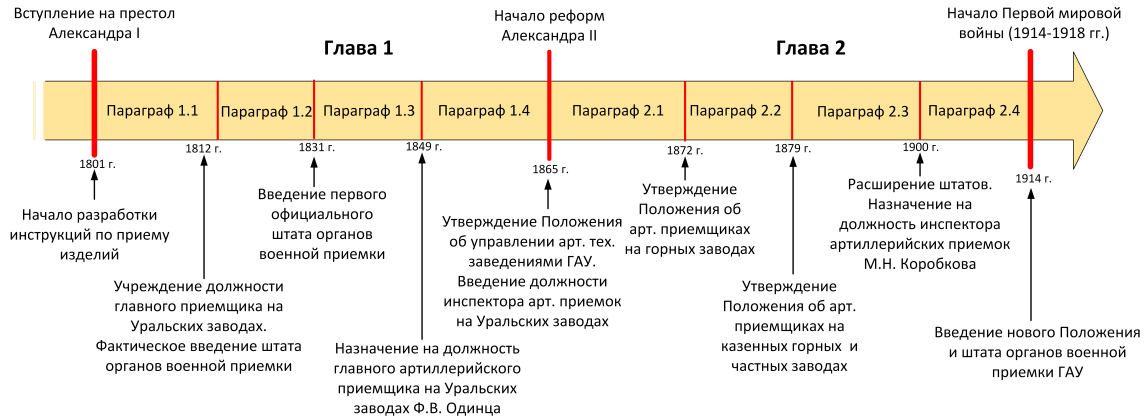 Вступление на престол
Александра I
Глава 1
Начало реформ
Александра II
Глава 2
Начало Первой мировой
войны (1914-1918 гг.)
Параграф 1.1
Параграф 1.2
Параграф 1.3
Параграф 1.4
Параграф 2.1
Параграф 2.2
Параграф 2.3
Параграф 2.4
1801 г.
1812 г.
1831 г.
1849 г.
1865 г.
1872 г.
1879 г.
1900 г.
1914 г.
Начало разработки
инструкций по приему
изделий
Учреждение должности
главного приемщика на
Уральских заводах.
Фактическое введение штата
органов военной приемки
Введение первого
официального
штата органов
военной приемки
Назначение на должность
главного артиллерийского
приемщика на Уральских
заводах Ф.В. Одинца
Утверждение Положения
об управлении арт. тех.
заведениями ГАУ.
Введение должности
инспектора арт. приемок
на Уральских заводах
Утверждение
Положения об
арт. приемщиках
на горных заводах
Утверждение
Положения об арт.
приемщиках на
казенных горных и
частных заводах
Расширение штатов.
Назначение на
должность инспектора
артиллерийских приемок
М.Н. Коробкова
Введение нового Положения
и штата органов военной
приемки ГАУ